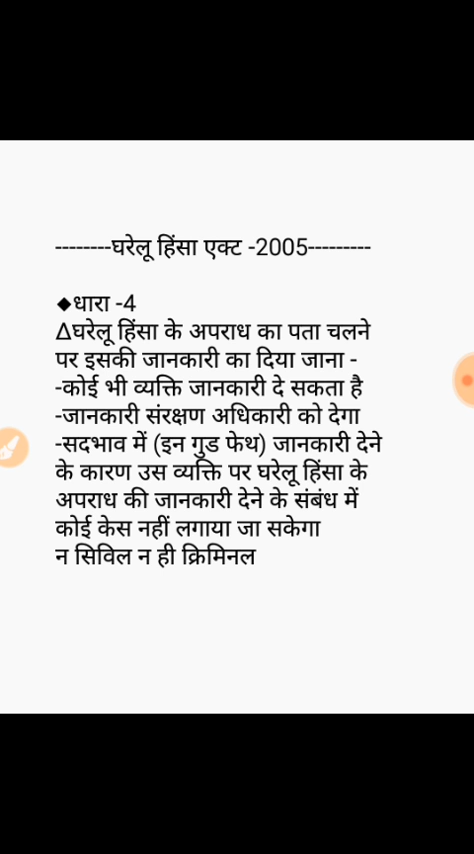 --------घरेलू हिंसा एक्ट -2005---------
◆धारा -4
∆घरेलू हिंसा के अपराध का पता चलने
पर इसकी जानकारी का दिया जाना -
-कोई भी व्यक्ति जानकारी दे सकता है
-जानकारी संरक्षण अधिकारी को देगा
-सदभाव में (इन गुड फेथ) जानकारी देने
के कारण उस व्यक्ति पर घरेलू हिंसा के
अपराध की जानकारी देने के संबंध में
कोई केस नहीं लगाया जा सकेगा
न सिविल न ही क्रिमिनल